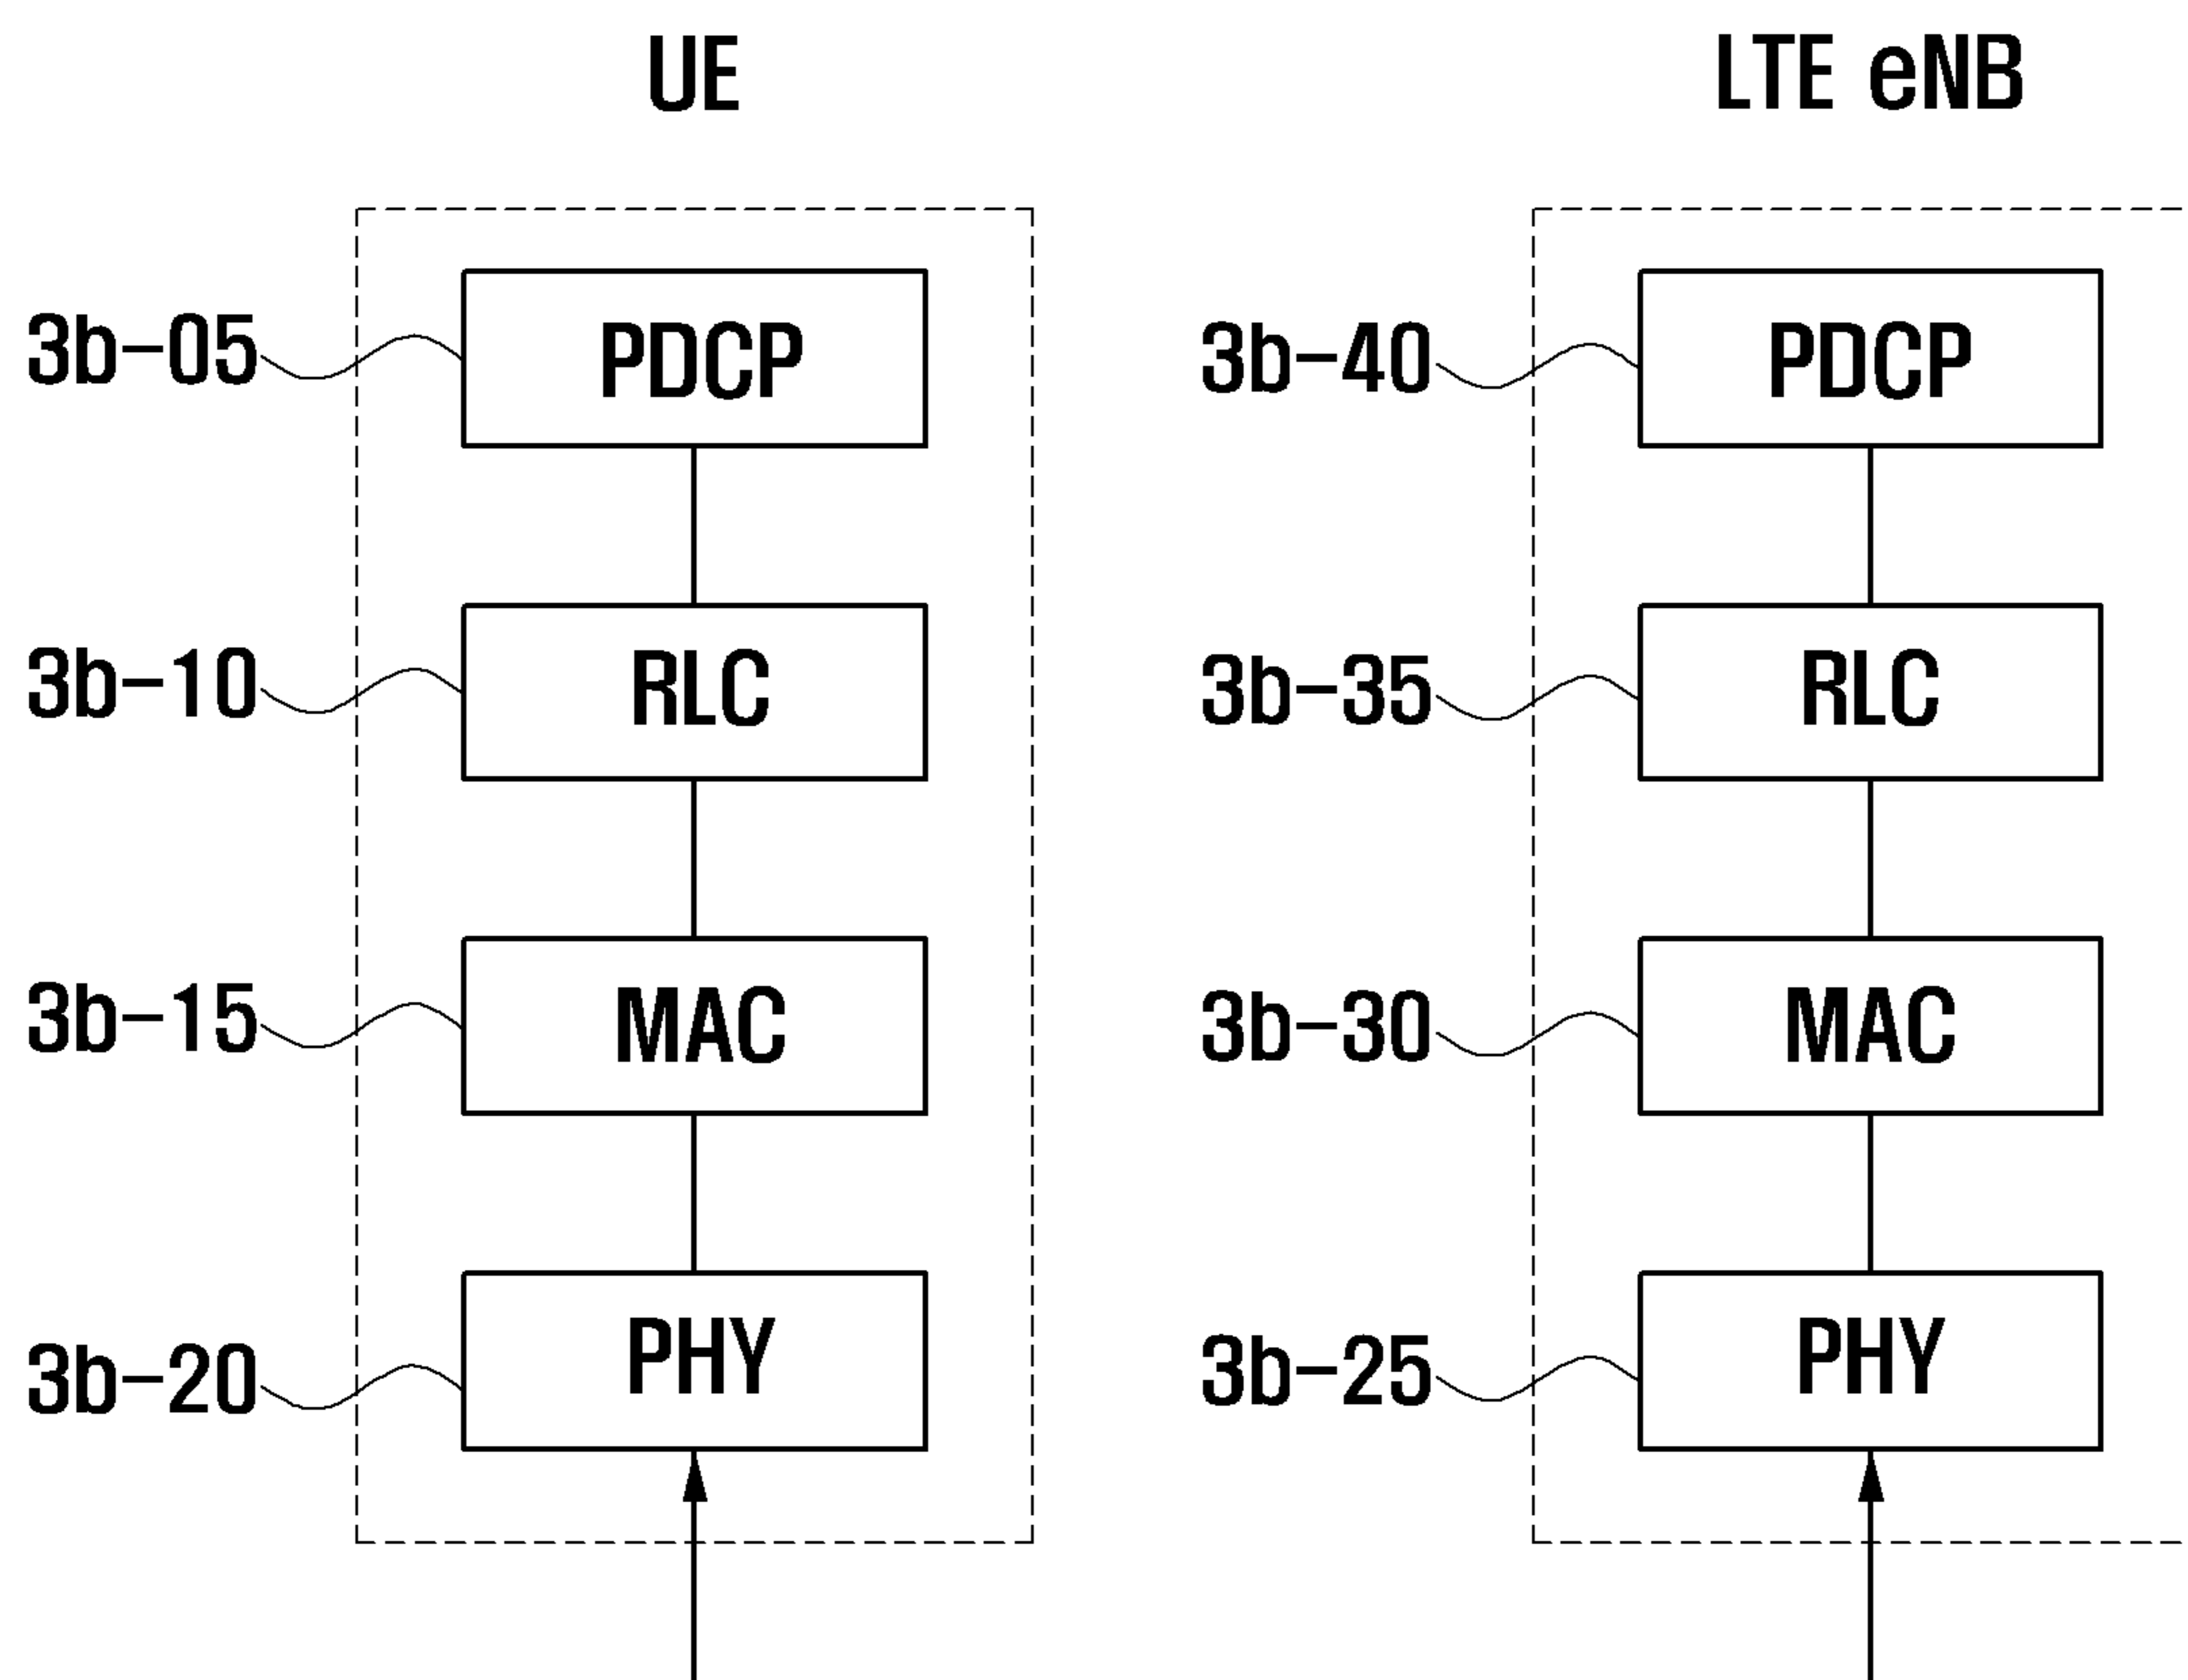 UE
LTE eNB
3b-05
PDCP
3b-40
PDCP
3b-10
RLC
3b-35
RLC
3b-15
MAC
3b-30
MAC
3b-20
PHY
3b-25
PHY